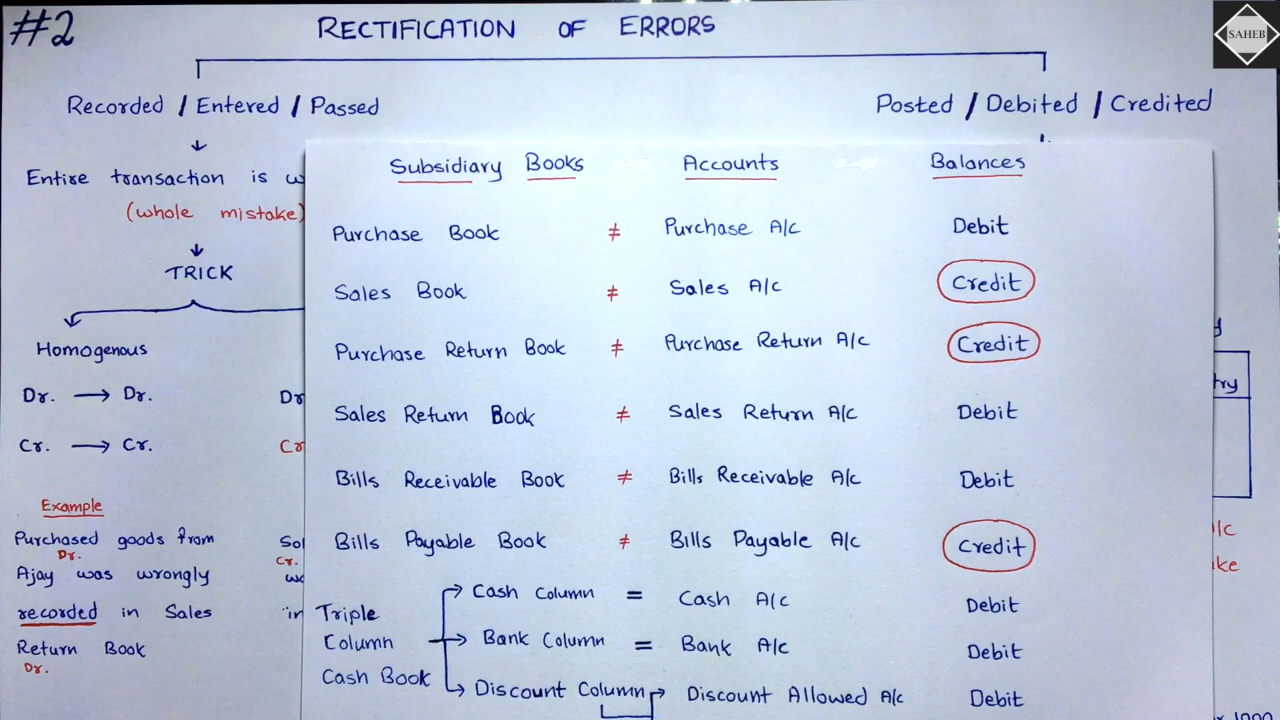 #2
RECTIFICATION OF ERRORS
SAHEB
Recorded / Entered / Passed
Posted / Debited / Credited
Entire transaction is
(whole mistake)
TRICK
Homogenous
Dr. → Dr.
Cr. → Cr.
Example
Purchased goods from
Dr.
Ajay was wrongly
recorded in Sales
Return Book
Dr.
Dr
Cr
Cr.
in
Subsidiary Books Accounts Balances
Purchase Book ≠ Purchase A/c Debit
Sales Book ≠ Sales A/c Credit
Purchase Return Book ≠ Purchase Return A/c Credit
Sales Return Book ≠ Sales Return A/c Debit
Bills Receivable Book ≠ Bills Receivable A/c Debit
Bills Payable Book ≠ Bills Payable A/c Credit
Triple
Column
Cash Book
Cash Column = Cash A/c Debit
Bank Column = Bank A/c Debit
Discount Column → Discount Allowed A/c Debit